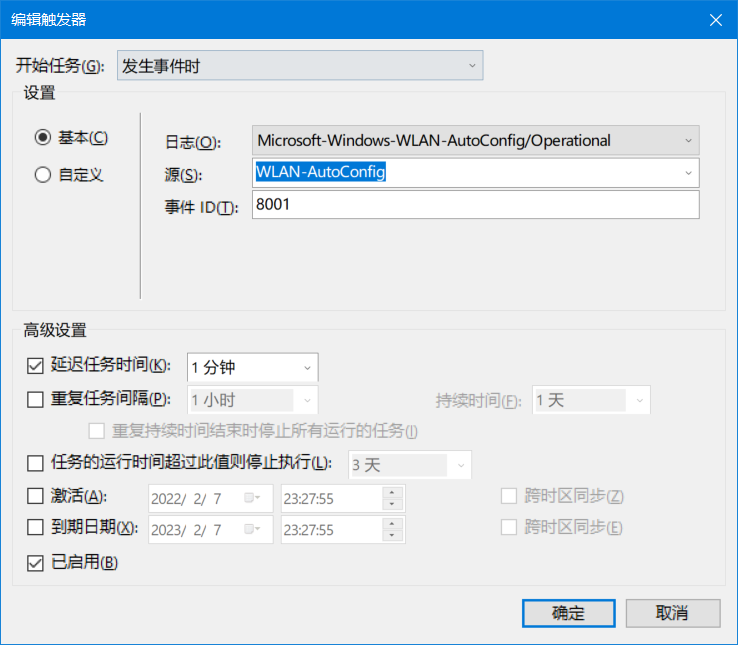 编辑触发器
开始任务(G): 发生事件时
设置
基本(C)
自定义
日志(O): Microsoft-Windows-WLAN-AutoConfig/Operational
源(S): WLAN-AutoConfig
事件 ID(T): 8001
高级设置
延迟任务时间(K): 1 分钟
重复任务间隔(P): 1 小时 持续时间(F): 1 天
重复持续时间结束时停止所有运行的任务(I)
任务的运行时间超过此值则停止执行(L): 3 天
激活(A): 2022/ 2/ 7 23:27:55 跨时区同步(Z)
到期日期(X): 2023/ 2/ 7 23:27:55 跨时区同步(E)
已启用(B)
确定 取消